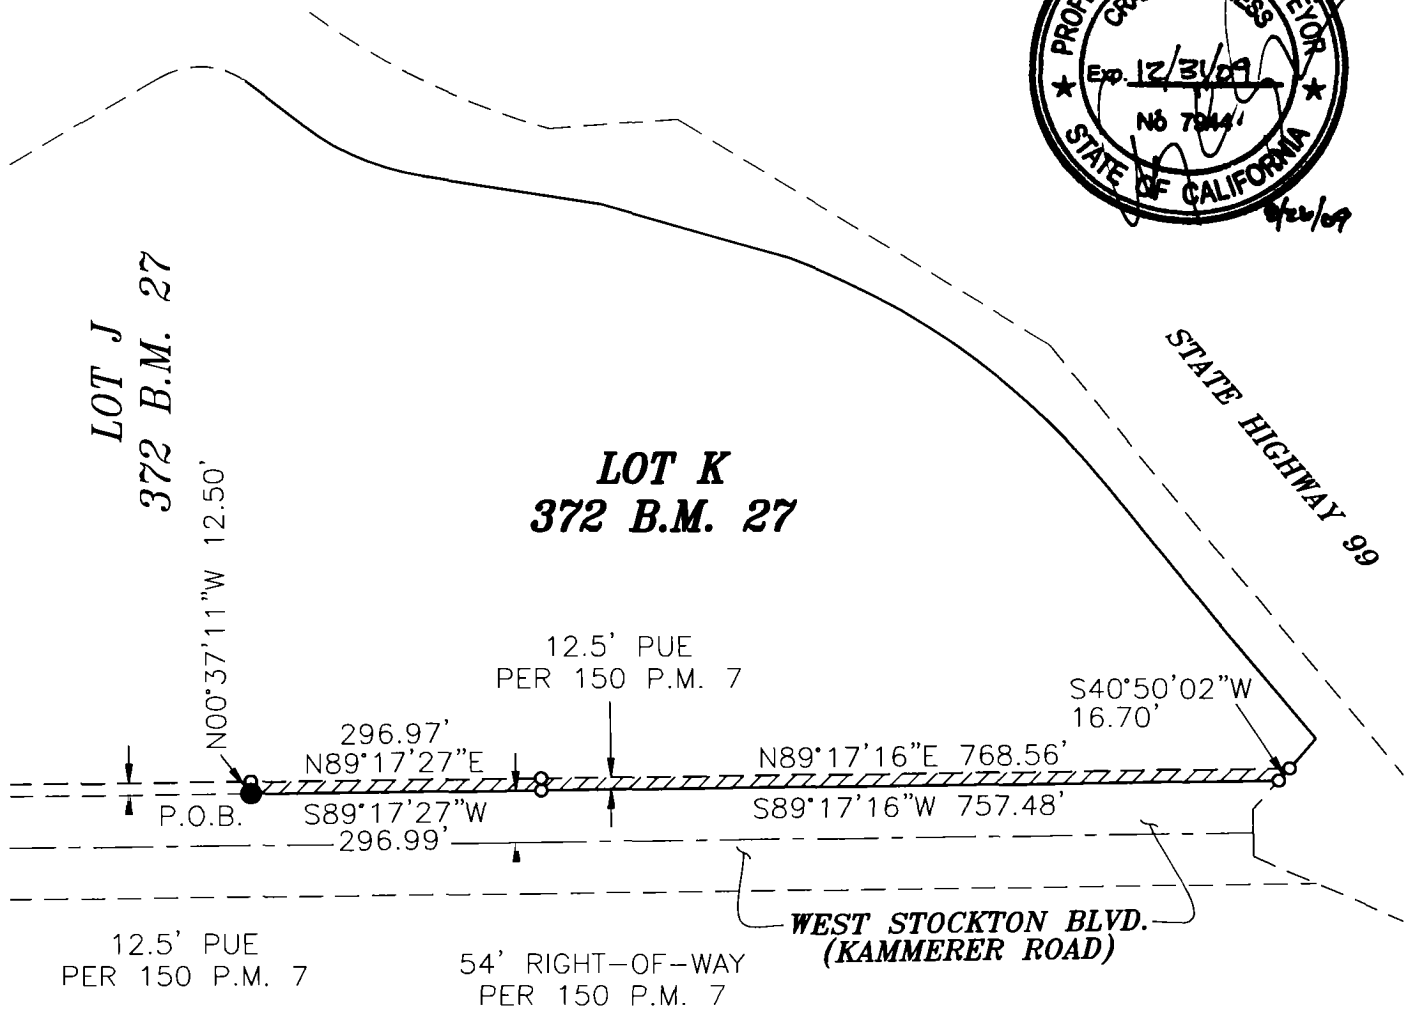 STATE OF CALIFORNIA
Exp. 12/31/09
No 7944
LOT J
372 B.M. 27
STATE HIGHWAY 99
LOT K
372 B.M. 27
N00°37'11"W 12.50'
12.5' PUE
PER 150 P.M. 7
S40°50'02"W
16.70'
296.97'
N89°17'27"E
N89°17'16"E 768.56'
P.O.B.
S89°17'27"W
296.99'
S89°17'16"W 757.48'
WEST STOCKTON BLVD.
(KAMMERER ROAD)
12.5' PUE
PER 150 P.M. 7
54' RIGHT-OF-WAY
PER 150 P.M. 7